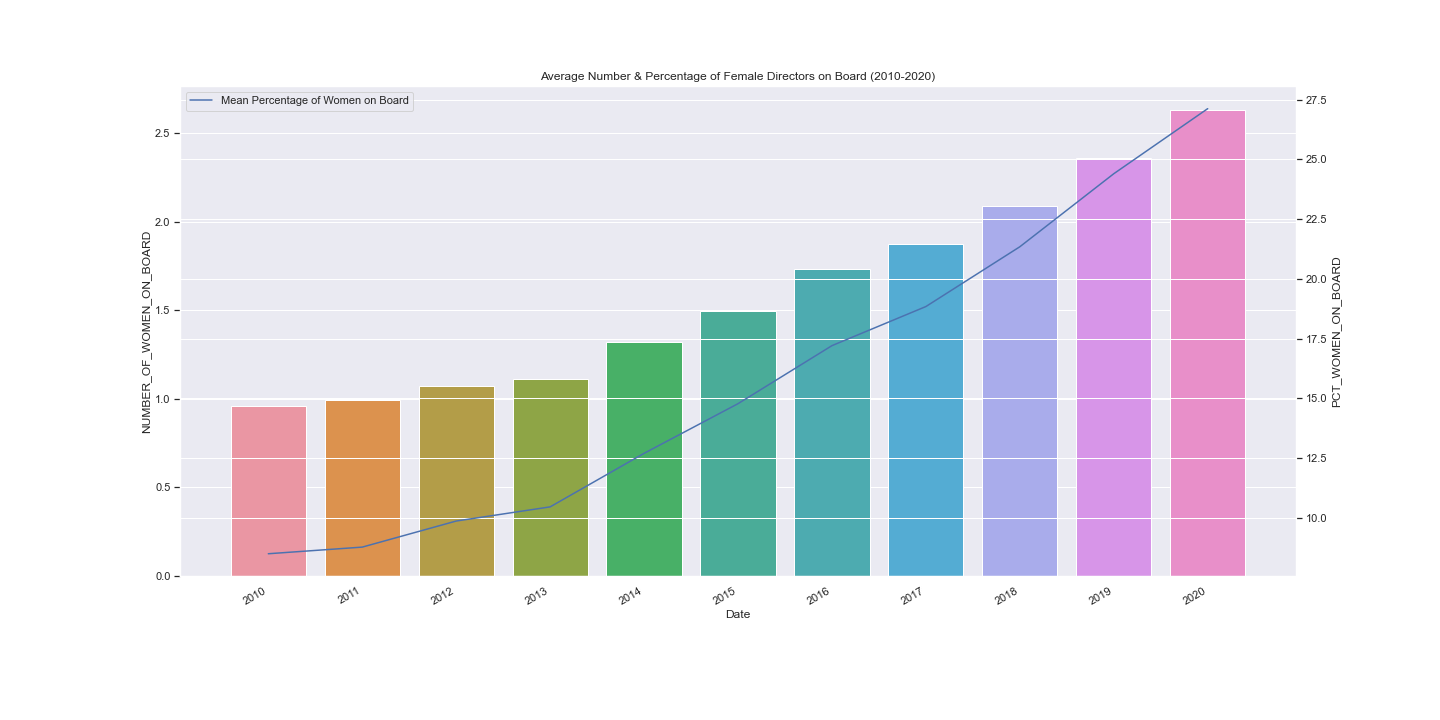 Average Number & Percentage of Female Directors on Board (2010-2020)
Mean Percentage of Women on Board
NUMBER_OF_WOMEN_ON_BOARD
2.5
2.0
1.5
1.0
0.5
0.0
27.5
25.0
22.5
20.0
17.5
15.0
12.5
10.0
PCT_WOMEN_ON_BOARD
2010 2011 2012 2013 2014 2015 2016 2017 2018 2019 2020
Date